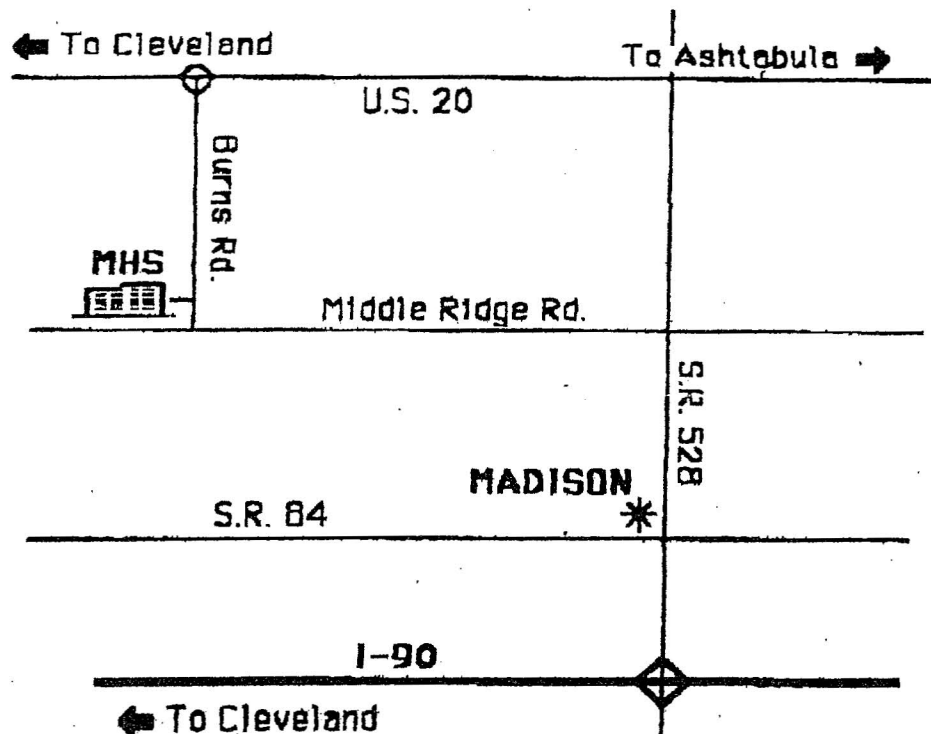 To Cleveland
To Ashtabula
U.S. 20
Burns Rd.
MHS
Middle Ridge Rd.
S.R. 528
MADISON
S.R. 84
I-90
To Cleveland